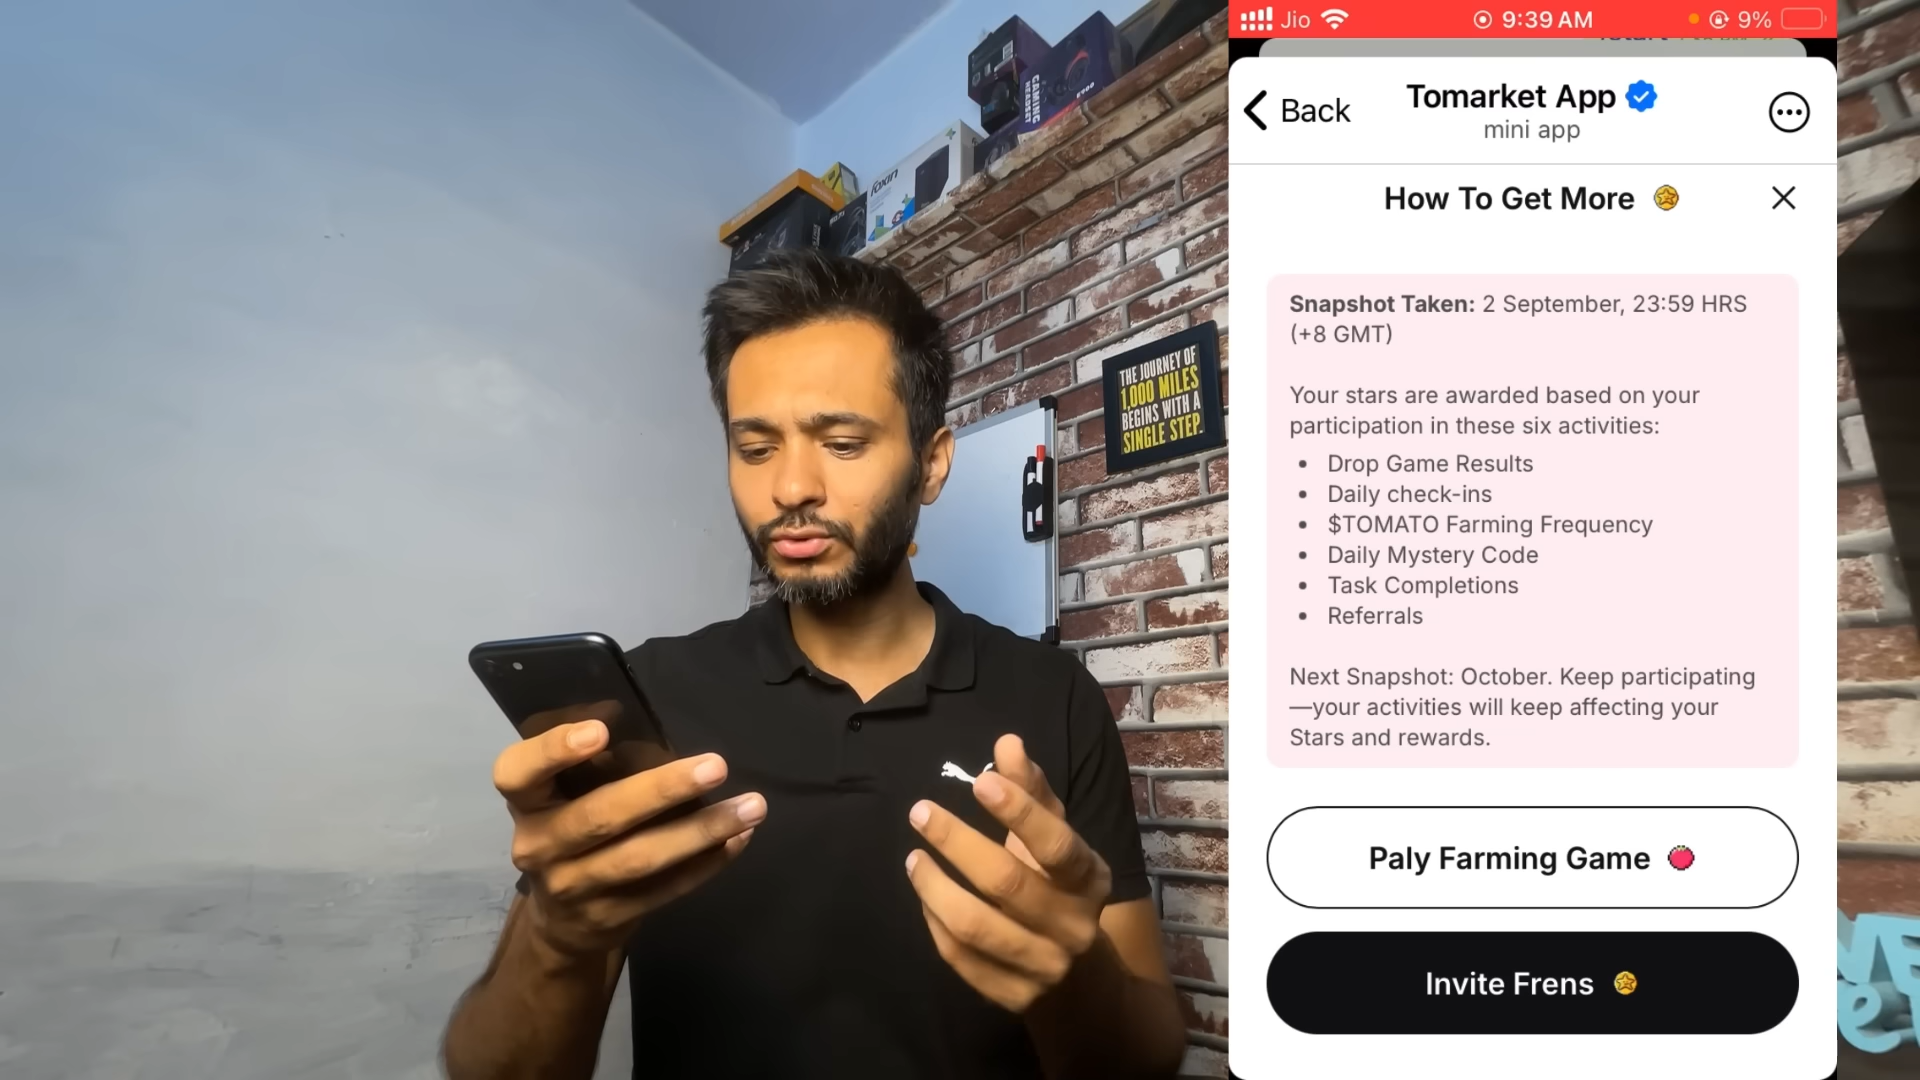 GAMING
HEADSET
foxin
THE JOURNEY OF
1,000 MILES
BEGINS WITH A
SINGLE STEP.
Jio
9:39 AM
9%
Back
Tomarket App
mini app
How To Get More
Snapshot Taken: 2 September, 23:59 HRS
(+8 GMT)
Your stars are awarded based on your
participation in these six activities:
• Drop Game Results
• Daily check-ins
• $TOMATO Farming Frequency
• Daily Mystery Code
• Task Completions
• Referrals
Next Snapshot: October. Keep participating
—your activities will keep affecting your
Stars and rewards.
Paly Farming Game
Invite Frens